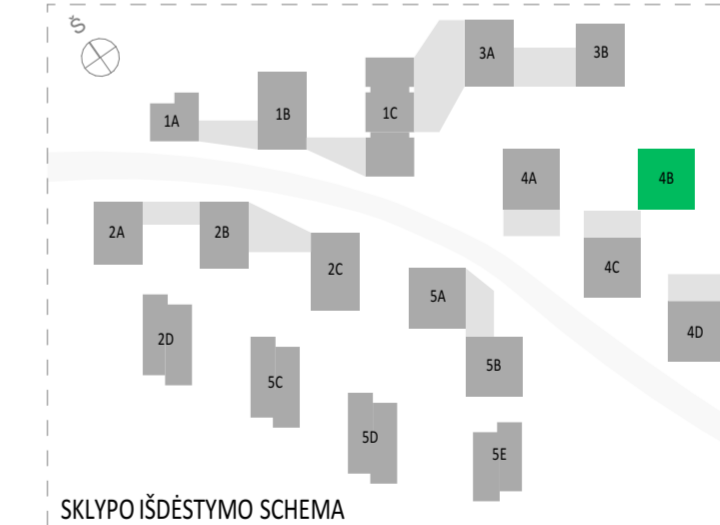 Š
3A
3B
1A
1B
1C
4A
4B
2A
2B
2C
4C
5A
4D
2D
5B
5C
5D
5E
SKLYPO IŠDĖSTYMO SCHEMA